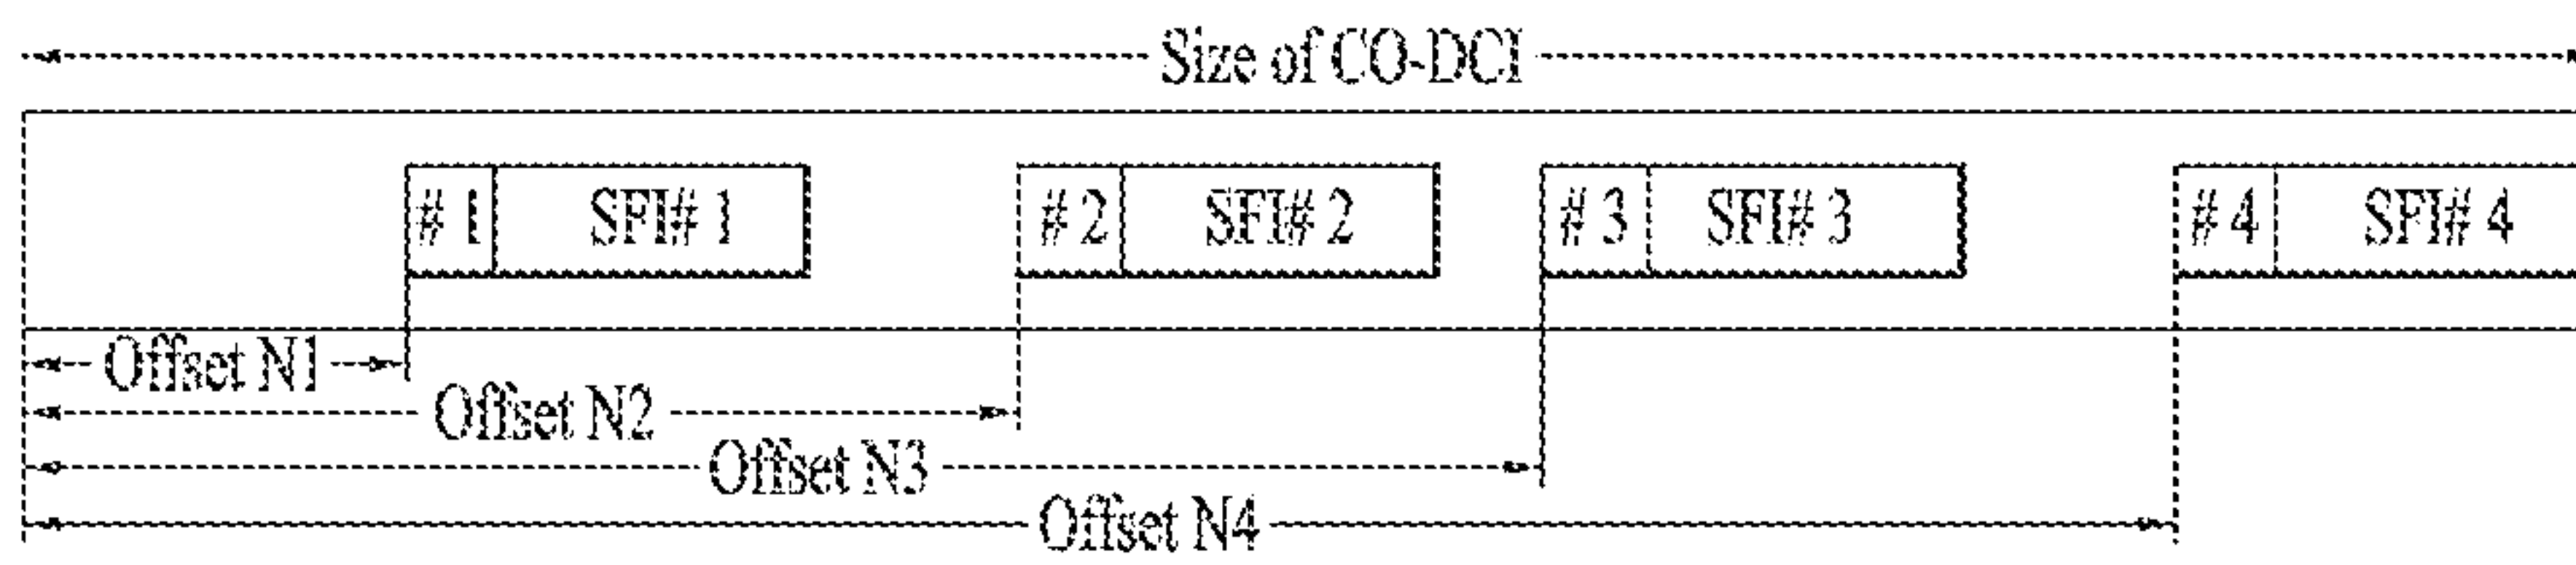 Size of CO-DCI
# 1 SFI# 1 # 2 SFI# 2 # 3 SFI# 3 # 4 SFI# 4
Offset N1
Offset N2
Offset N3
Offset N4